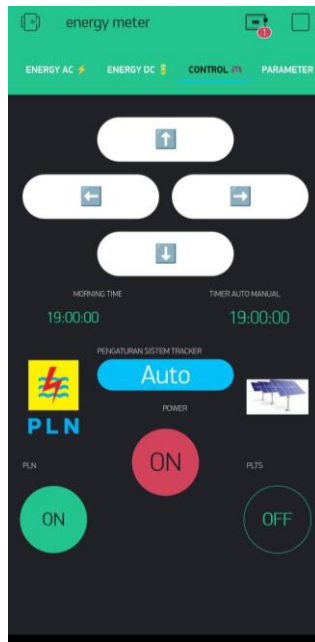 energy meter
1
ENERGY AC ENERGY DC CONTROL PARAMETER
MORNING TIME TIMER AUTO MANUAL
19:00:00 19:00:00
PENGATURAN SISTEM TRACKER
Auto
PLN
POWER
ON
PLN PLTS
ON OFF